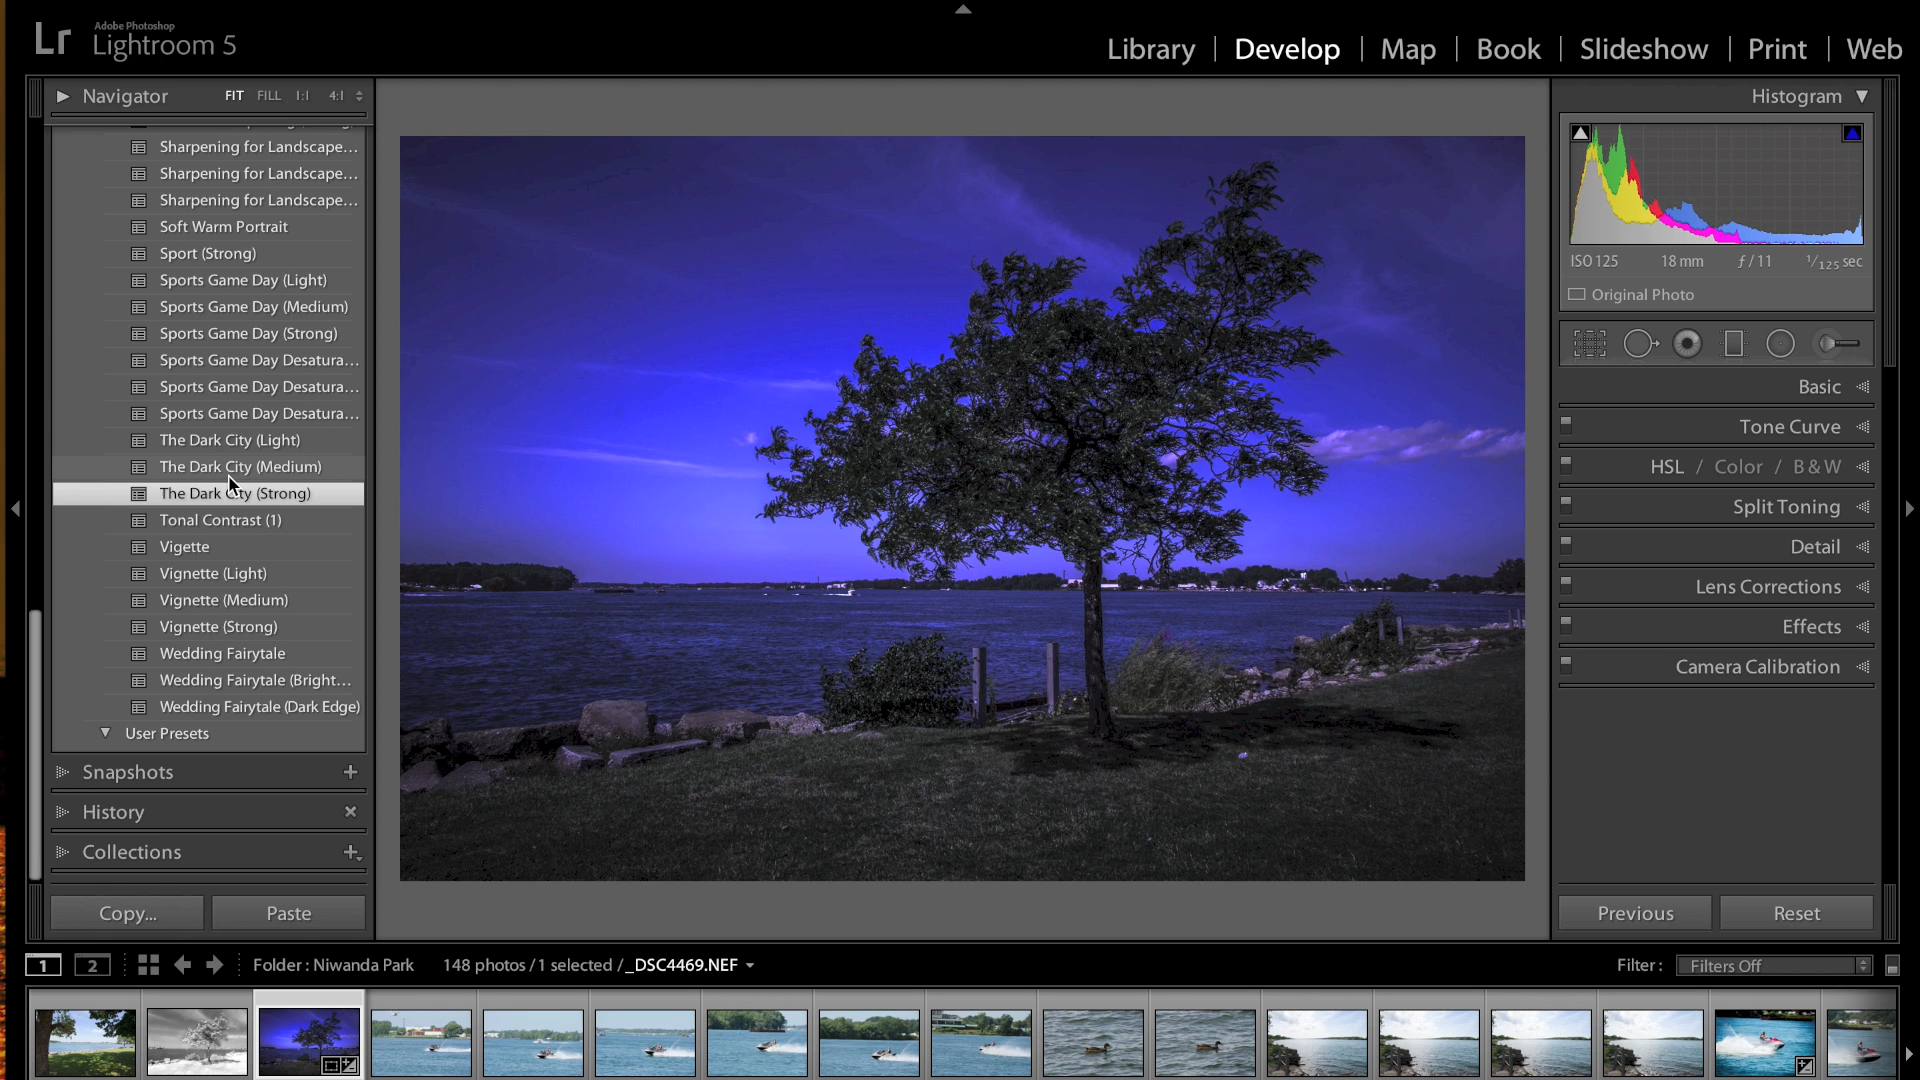 Lr Adobe Photoshop
Lightroom 5
Library | Develop | Map | Book | Slideshow | Print | Web
Navigator FIT FILL 1:1 4:1
Sharpening for Landscape...
Sharpening for Landscape...
Sharpening for Landscape...
Soft Warm Portrait
Sport (Strong)
Sports Game Day (Light)
Sports Game Day (Medium)
Sports Game Day (Strong)
Sports Game Day Desatura...
Sports Game Day Desatura...
Sports Game Day Desatura...
The Dark City (Light)
The Dark City (Medium)
The Dark City (Strong)
Tonal Contrast (1)
Vigette
Vignette (Light)
Vignette (Medium)
Vignette (Strong)
Wedding Fairytale
Wedding Fairytale (Bright...
Wedding Fairytale (Dark Edge)
User Presets
Snapshots
History
Collections
Copy... Paste
Histogram
ISO 125 18 mm ƒ / 11 1/125 sec
Original Photo
Basic
Tone Curve
HSL / Color / B & W
Split Toning
Detail
Lens Corrections
Effects
Camera Calibration
Previous Reset
1 2 Folder : Niwanda Park 148 photos / 1 selected / _DSC4469.NEF Filter : Filters Off